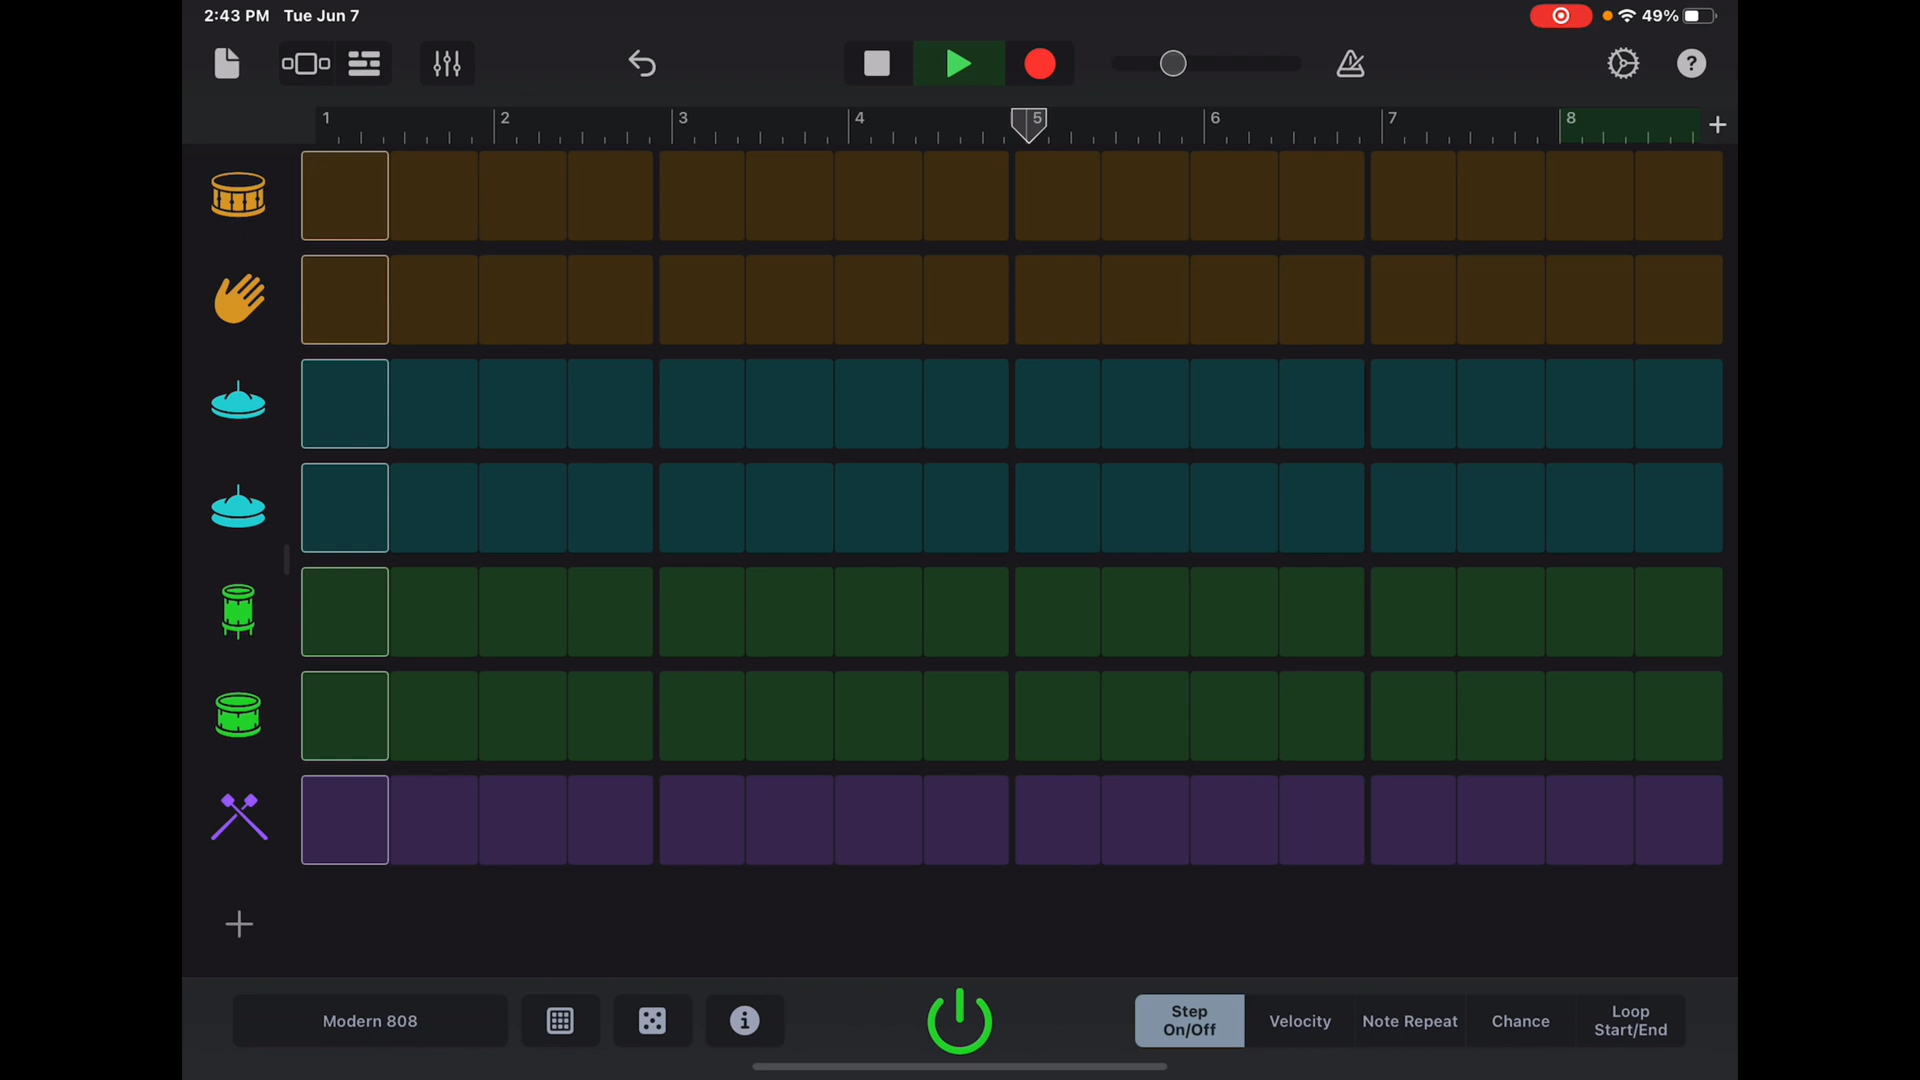 2:43 PM Tue Jun 7
49%
?
1 2 3 4 5 6 7 8 +
Modern 808
Step On/Off
Velocity
Note Repeat
Chance
Loop Start/End